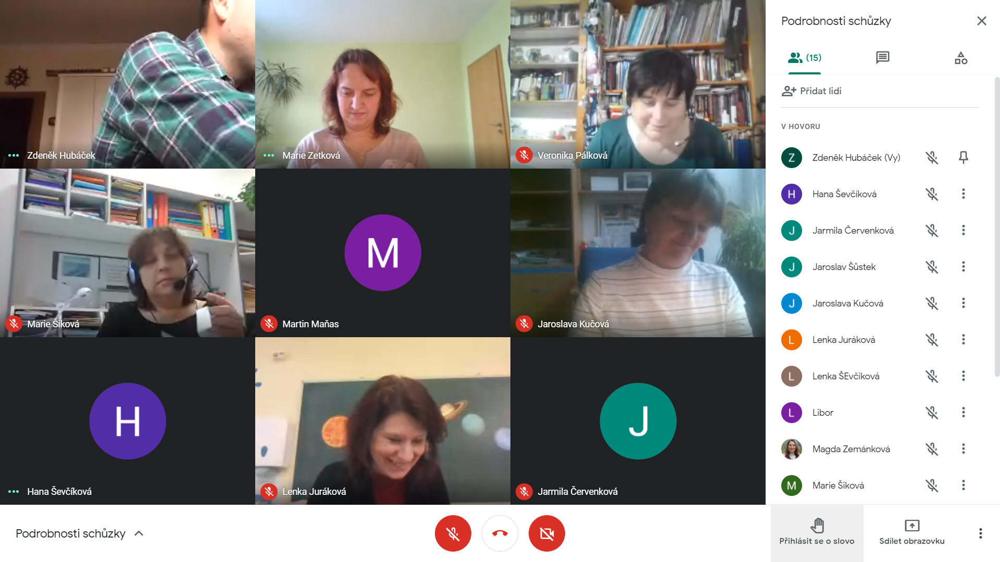 Zdeněk Hubáček
Marie Zetková
Veronika Pálková
Marie Šiková
M
Martin Maňas
Jaroslava Kučová
H
Hana Ševčíková
Lenka Juráková
J
Jarmila Červenková
Podrobnosti schůzky
(15)
Přidat lidi
V HOVORU
Z Zdeněk Hubáček (Vy)
H Hana Ševčíková
J Jarmila Červenková
J Jaroslav Šůstek
J Jaroslava Kučová
L Lenka Juráková
L Lenka ŠEvčíková
L Libor
Magda Zemánková
M Marie Šiková
Podrobnosti schůzky
Přihlásit se o slovo
Sdílet obrazovku